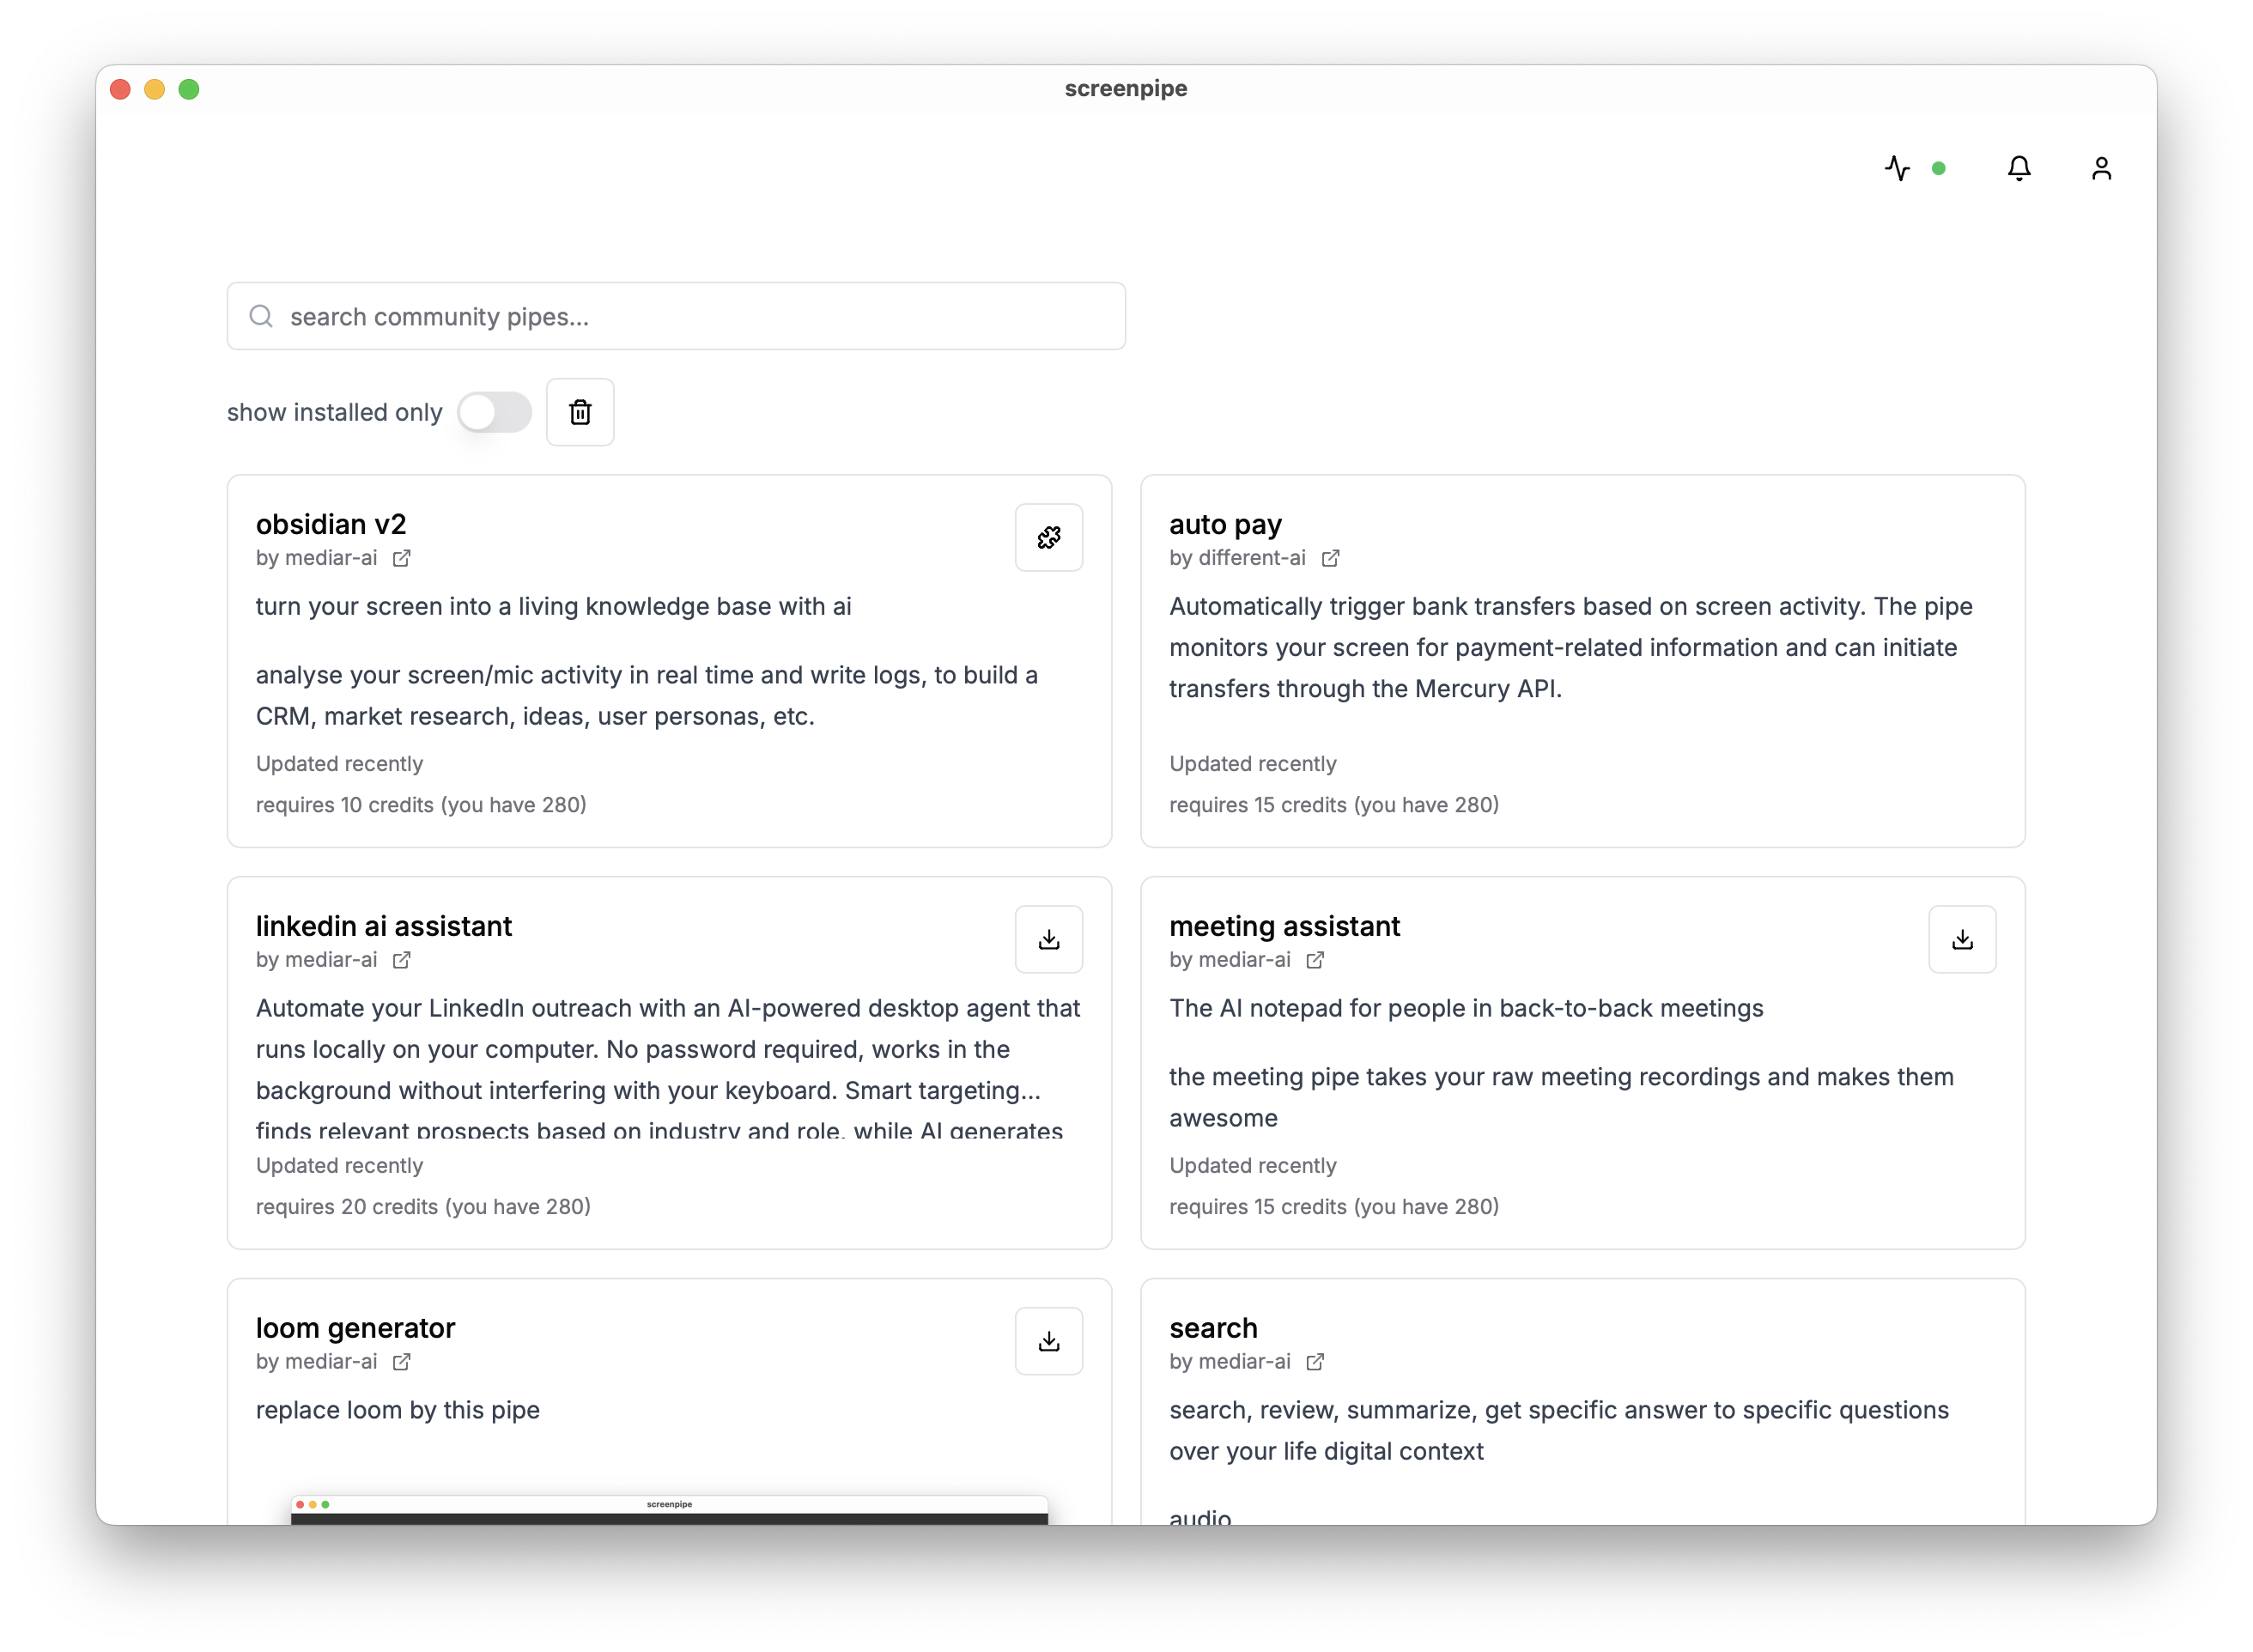 screenpipe
search community pipes...
show installed only
obsidian v2
by mediar-ai
turn your screen into a living knowledge base with ai
analyse your screen/mic activity in real time and write logs, to build a
CRM, market research, ideas, user personas, etc.
Updated recently
requires 10 credits (you have 280)
auto pay
by different-ai
Automatically trigger bank transfers based on screen activity. The pipe
monitors your screen for payment-related information and can initiate
transfers through the Mercury API.
Updated recently
requires 15 credits (you have 280)
linkedin ai assistant
by mediar-ai
Automate your LinkedIn outreach with an AI-powered desktop agent that
runs locally on your computer. No password required, works in the
background without interfering with your keyboard. Smart targeting...
finds relevant prospects based on industry and role, while AI generates
Updated recently
requires 20 credits (you have 280)
meeting assistant
by mediar-ai
The AI notepad for people in back-to-back meetings
the meeting pipe takes your raw meeting recordings and makes them
awesome
Updated recently
requires 15 credits (you have 280)
loom generator
by mediar-ai
replace loom by this pipe
screenpipe
search
by mediar-ai
search, review, summarize, get specific answer to specific questions
over your life digital context
audio